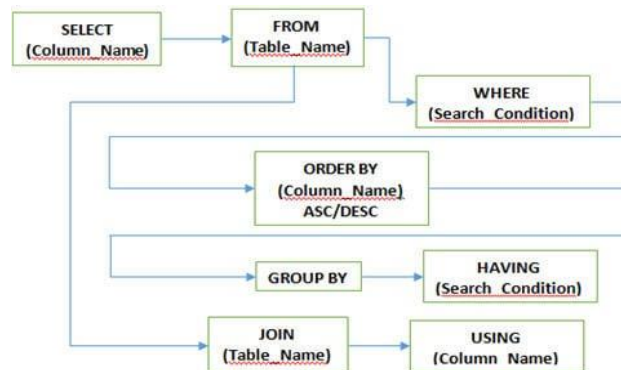 SELECT
(Column_Name)
FROM
(Table_Name)
WHERE
(Search_Condition)
ORDER BY
(Column_Name)
ASC/DESC
GROUP BY
HAVING
(Search_Condition)
JOIN
(Table_Name)
USING
(Column_Name)